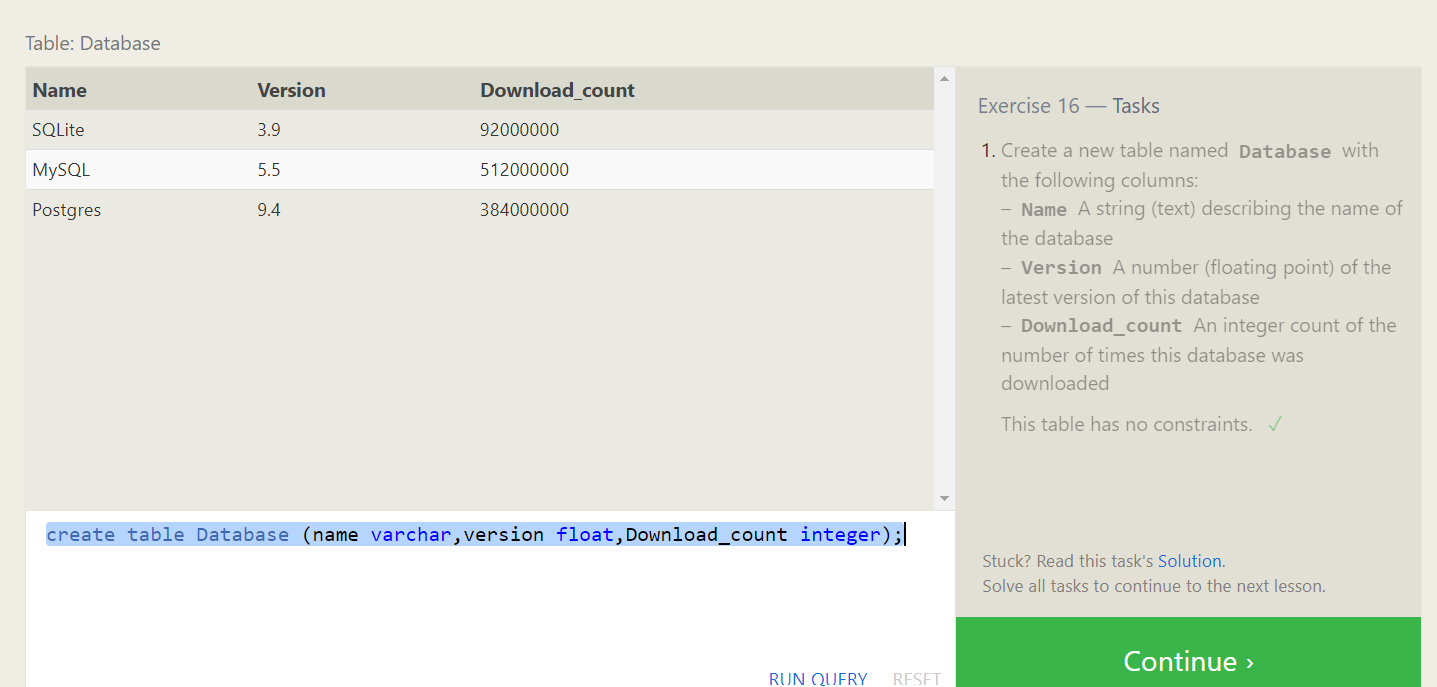 Table: Database
Name Version Download_count
SQLite 3.9 92000000
MySQL 5.5 512000000
Postgres 9.4 384000000
create table Database (name varchar,version float,Download_count integer);
RUN QUERY RESET
Exercise 16 — Tasks
1. Create a new table named Database with
the following columns:
– Name A string (text) describing the name of
the database
– Version A number (floating point) of the
latest version of this database
– Download_count An integer count of the
number of times this database was
downloaded
This table has no constraints. ✓
Stuck? Read this task's Solution.
Solve all tasks to continue to the next lesson.
Continue ›